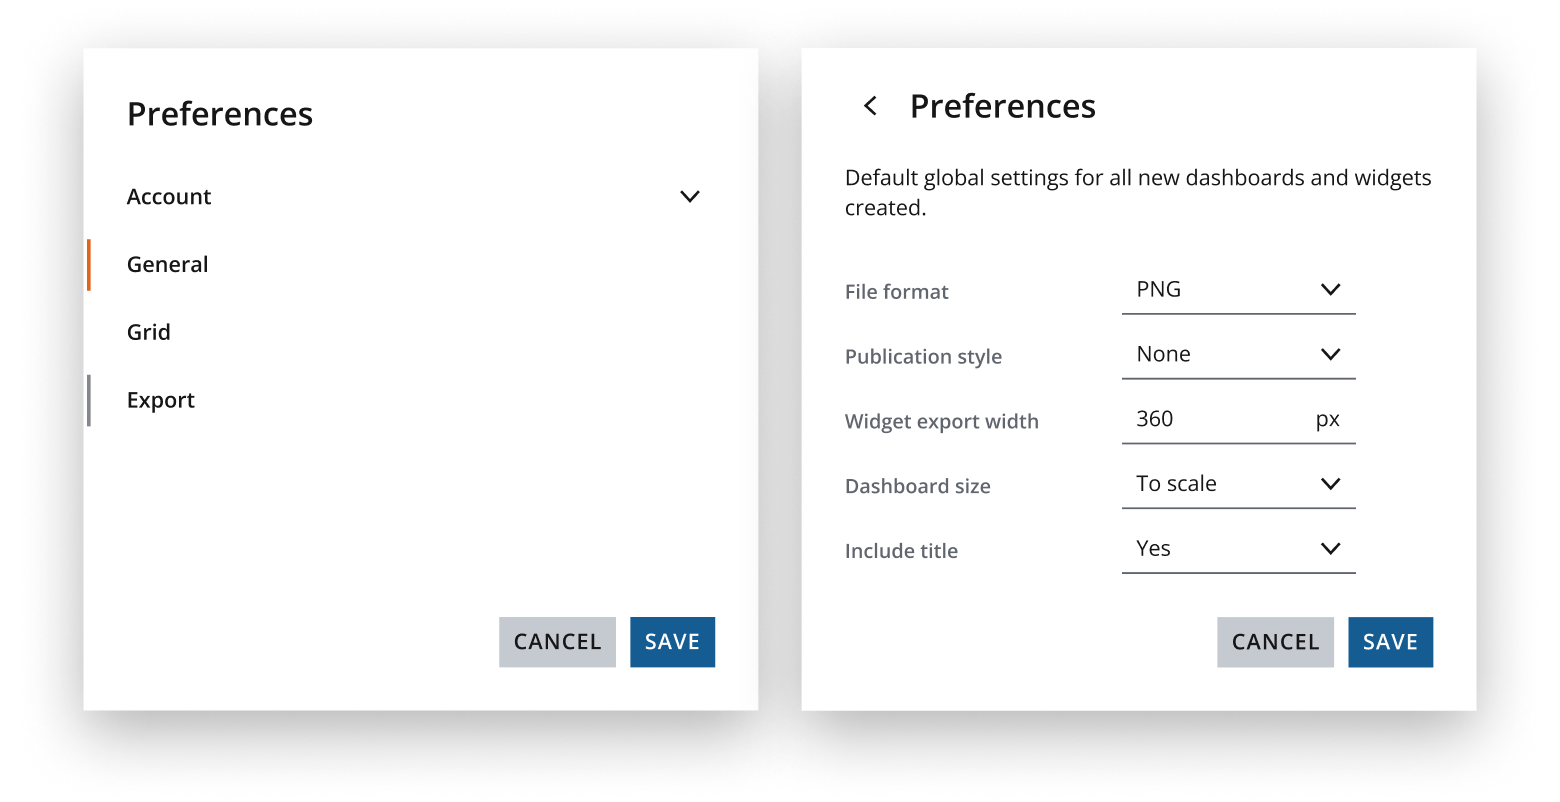 Preferences
Account
General
Grid
Export
CANCEL
SAVE
Preferences
Default global settings for all new dashboards and widgets
created.
File format
PNG
Publication style
None
Widget export width
360
px
Dashboard size
To scale
Include title
Yes
CANCEL
SAVE